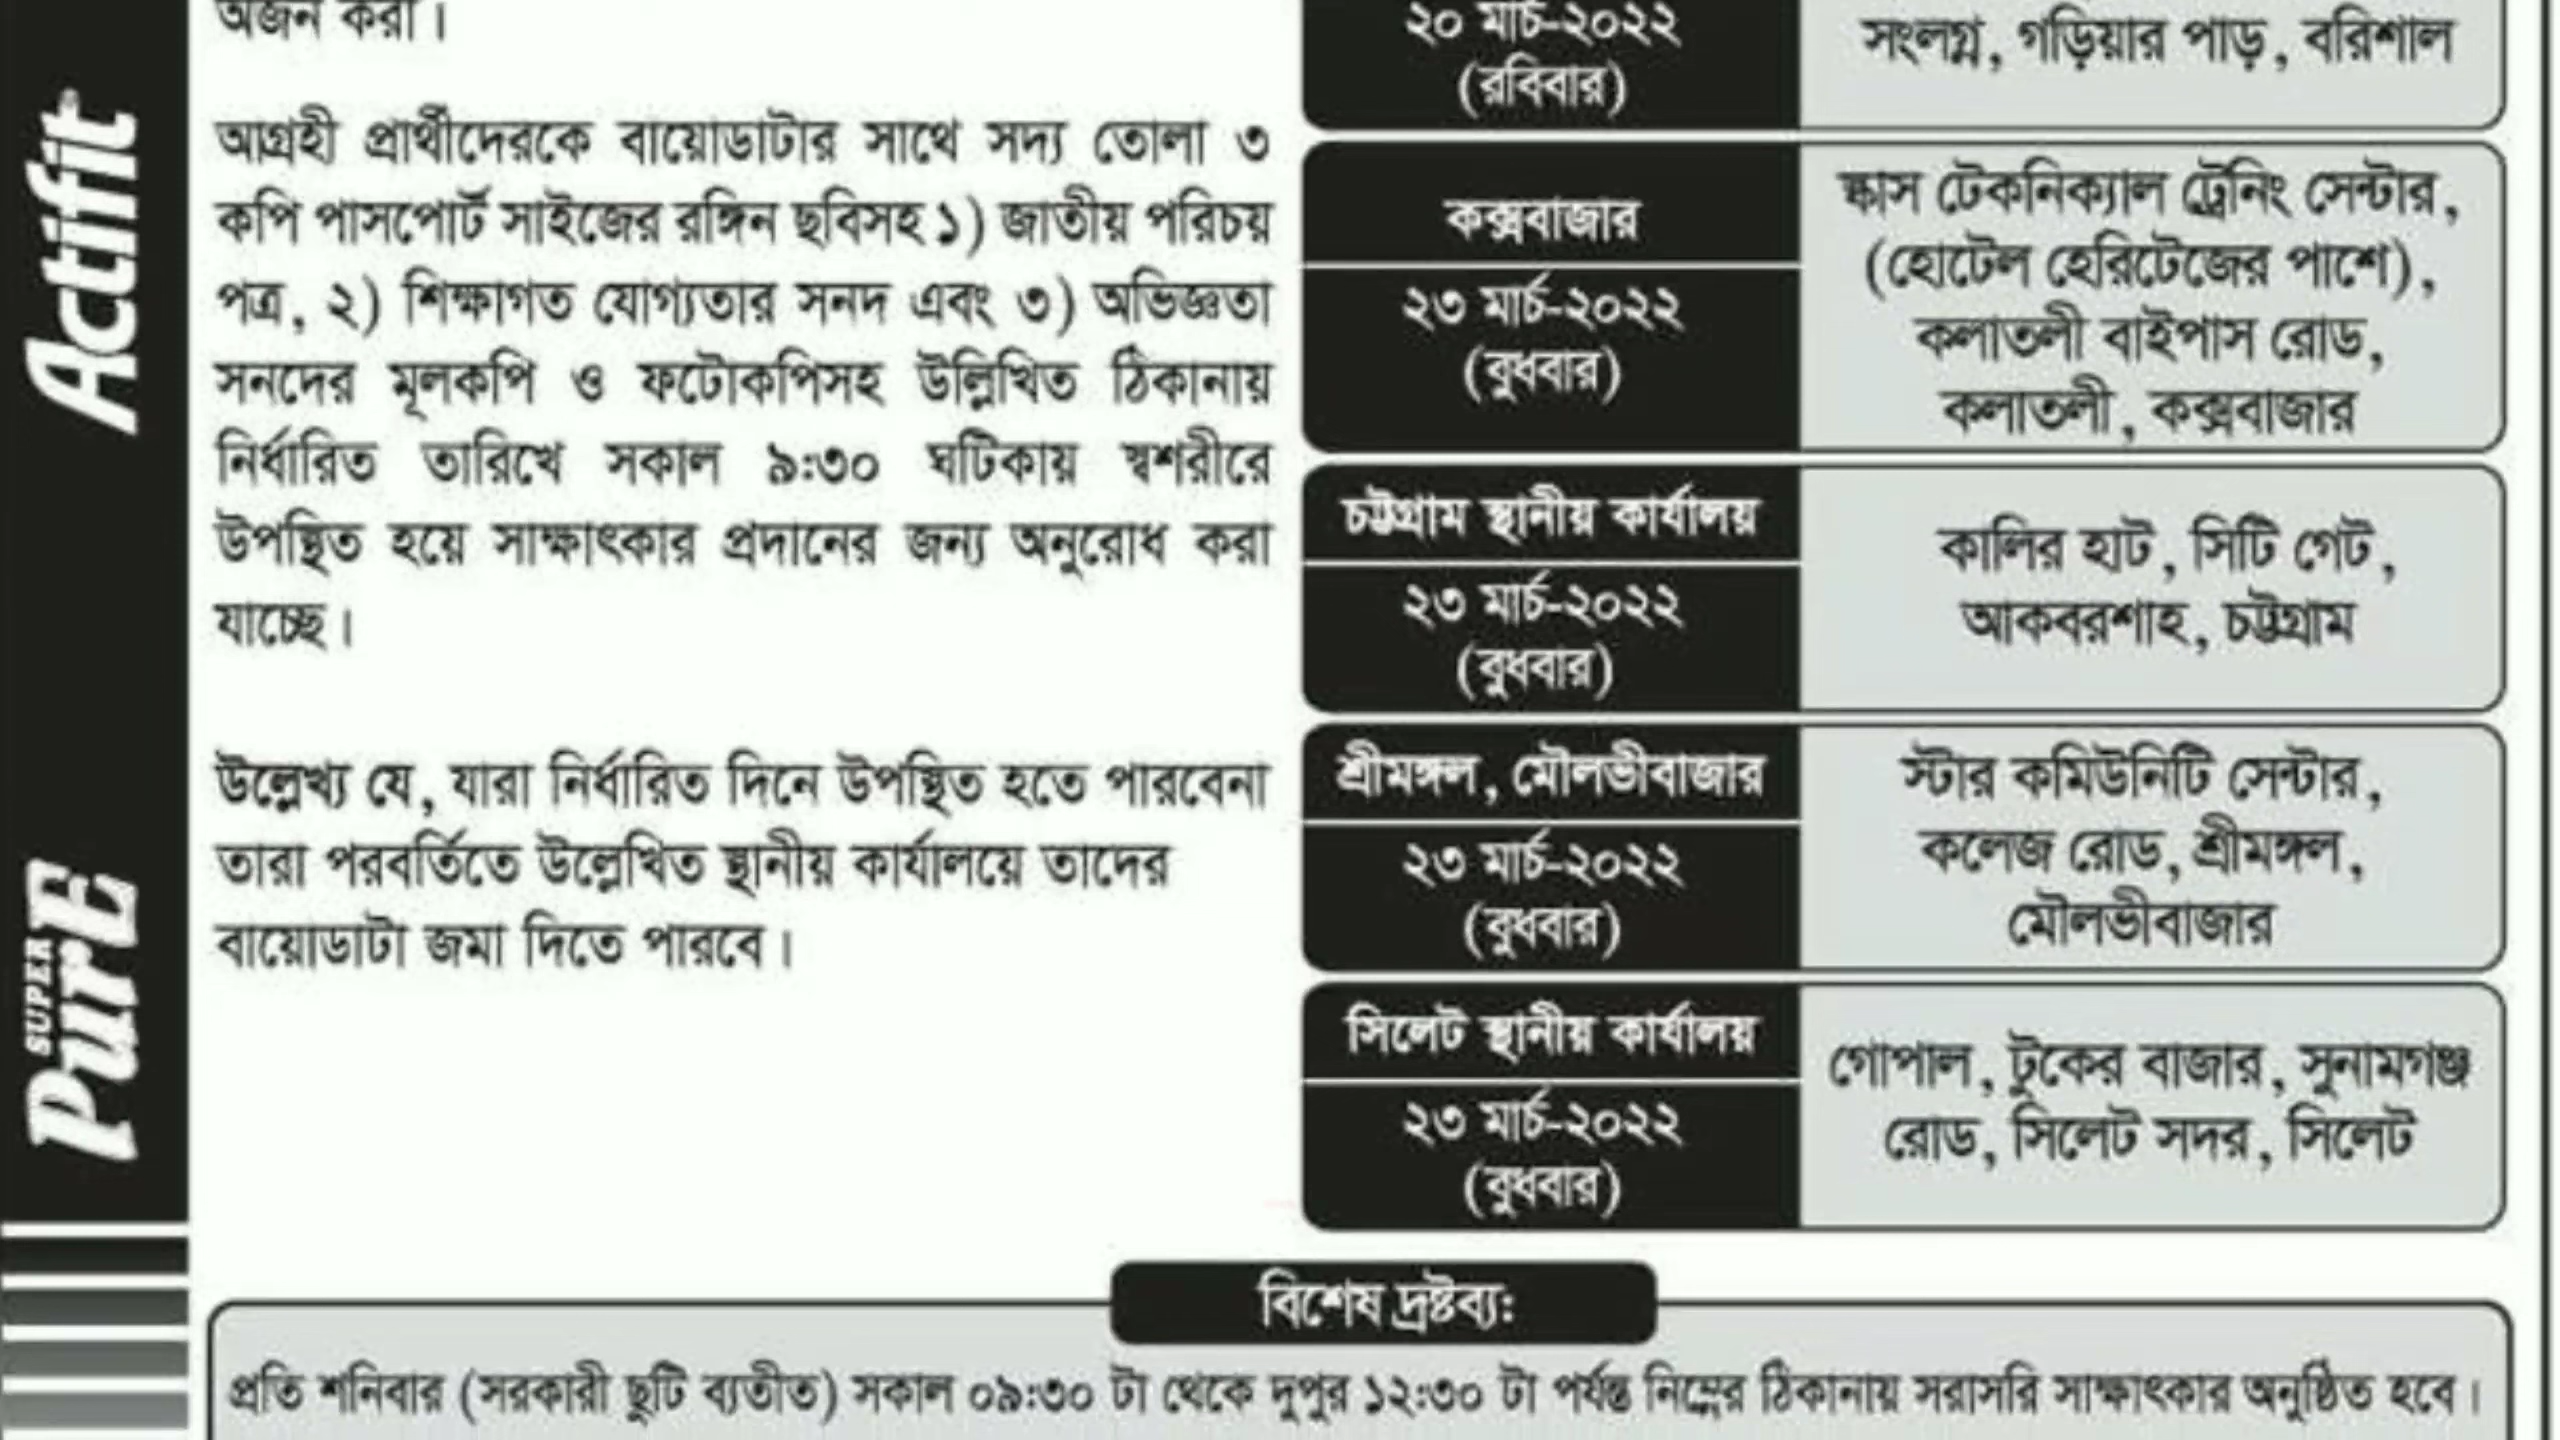 অর্জন করা।
আগ্রহী প্রার্থীদেরকে বায়োডাটার সাথে সদ্য তোলা ৩
কপি পাসপোর্ট সাইজের রঙ্গিন ছবিসহ ১) জাতীয় পরিচয়
পত্র, ২) শিক্ষাগত যোগ্যতার সনদ এবং ৩) অভিজ্ঞতা
সনদের মূলকপি ও ফটোকপিসহ উল্লিখিত ঠিকানায়
নির্ধারিত তারিখে সকাল ৯:৩০ ঘটিকায় স্বশরীরে
উপস্থিত হয়ে সাক্ষাৎকার প্রদানের জন্য অনুরোধ করা
যাচ্ছে।
উল্লেখ্য যে, যারা নির্ধারিত দিনে উপস্থিত হতে পারবেনা
তারা পরবর্তিতে উল্লেখিত স্থানীয় কার্যালয়ে তাদের
বায়োডাটা জমা দিতে পারবে।
২০ মার্চ-২০২২
(রবিবার)
সংলগ্ন, গড়িয়ার পাড়, বরিশাল
কক্সবাজার
২৩ মার্চ-২০২২
(বুধবার)
স্কাস টেকনিক্যাল ট্রেনিং সেন্টার,
(হোটেল হেরিটেজের পাশে),
কলাতলী বাইপাস রোড,
কলাতলী, কক্সবাজার
চট্টগ্রাম স্থানীয় কার্যালয়
২৩ মার্চ-২০২২
(বুধবার)
কালির হাট, সিটি গেট,
আকবরশাহ, চট্টগ্রাম
শ্রীমঙ্গল, মৌলভীবাজার
২৩ মার্চ-২০২২
(বুধবার)
স্টার কমিউনিটি সেন্টার,
কলেজ রোড, শ্রীমঙ্গল,
মৌলভীবাজার
সিলেট স্থানীয় কার্যালয়
২৩ মার্চ-২০২২
(বুধবার)
গোপাল, টুকের বাজার, সুনামগঞ্জ
রোড, সিলেট সদর, সিলেট
বিশেষ দ্রষ্টব্য:
প্রতি শনিবার (সরকারী ছুটি ব্যতীত) সকাল ০৯:৩০ টা থেকে দুপুর ১২:৩০ টা পর্যন্ত নিম্নের ঠিকানায় সরাসরি সাক্ষাৎকার অনুষ্ঠিত হবে।
Actifit
SUPER
PurE